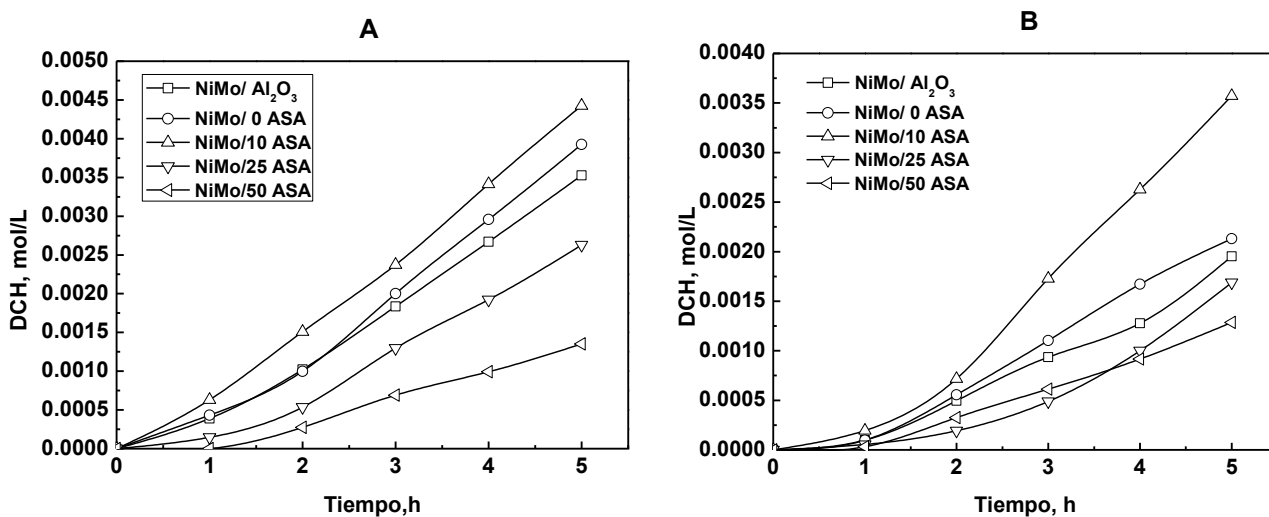 A
0.0050
0.0045
0.0040
0.0035
0.0030
0.0025
0.0020
0.0015
0.0010
0.0005
0.0000
DCH, mol/L
NiMo/ Al₂O₃
NiMo/ 0 ASA
NiMo/10 ASA
NiMo/25 ASA
NiMo/50 ASA
0 1 2 3 4 5
Tiempo,h
B
0.0040
0.0035
0.0030
0.0025
0.0020
0.0015
0.0010
0.0005
0.0000
DCH, mol/L
NiMo/ Al₂O₃
NiMo/ 0 ASA
NiMo/10 ASA
NiMo/25 ASA
NiMo/50 ASA
0 1 2 3 4 5
Tiempo, h